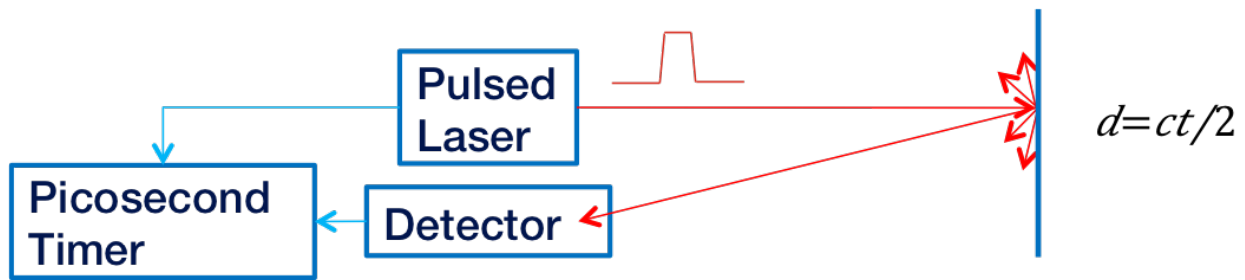 Pulsed
Laser
d=ct/2
Picosecond
Timer
Detector